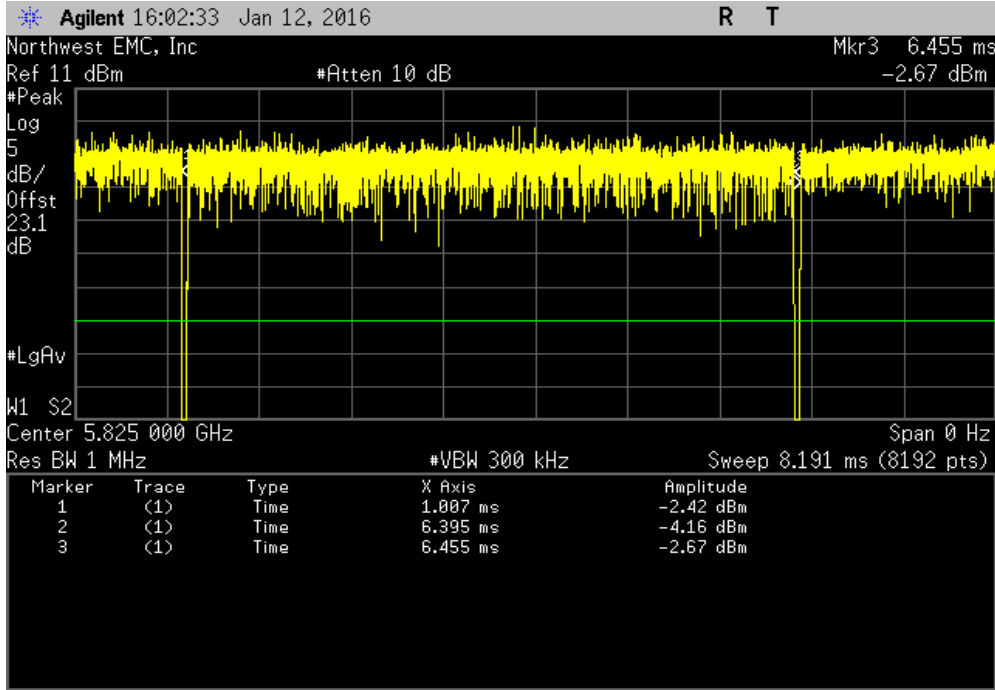 Agilent 16:02:33 Jan 12, 2016 R T
Northwest EMC, Inc Mkr3 6.455 ms
Ref 11 dBm #Atten 10 dB -2.67 dBm
#Peak
Log
5
dB/
Offst
23.1
dB
#LgAv
W1 S2
Center 5.825 000 GHz Span 0 Hz
Res BW 1 MHz #VBW 300 kHz Sweep 8.191 ms (8192 pts)
Marker Trace Type X Axis Amplitude
1 (1) Time 1.007 ms -2.42 dBm
2 (1) Time 6.395 ms -4.16 dBm
3 (1) Time 6.455 ms -2.67 dBm